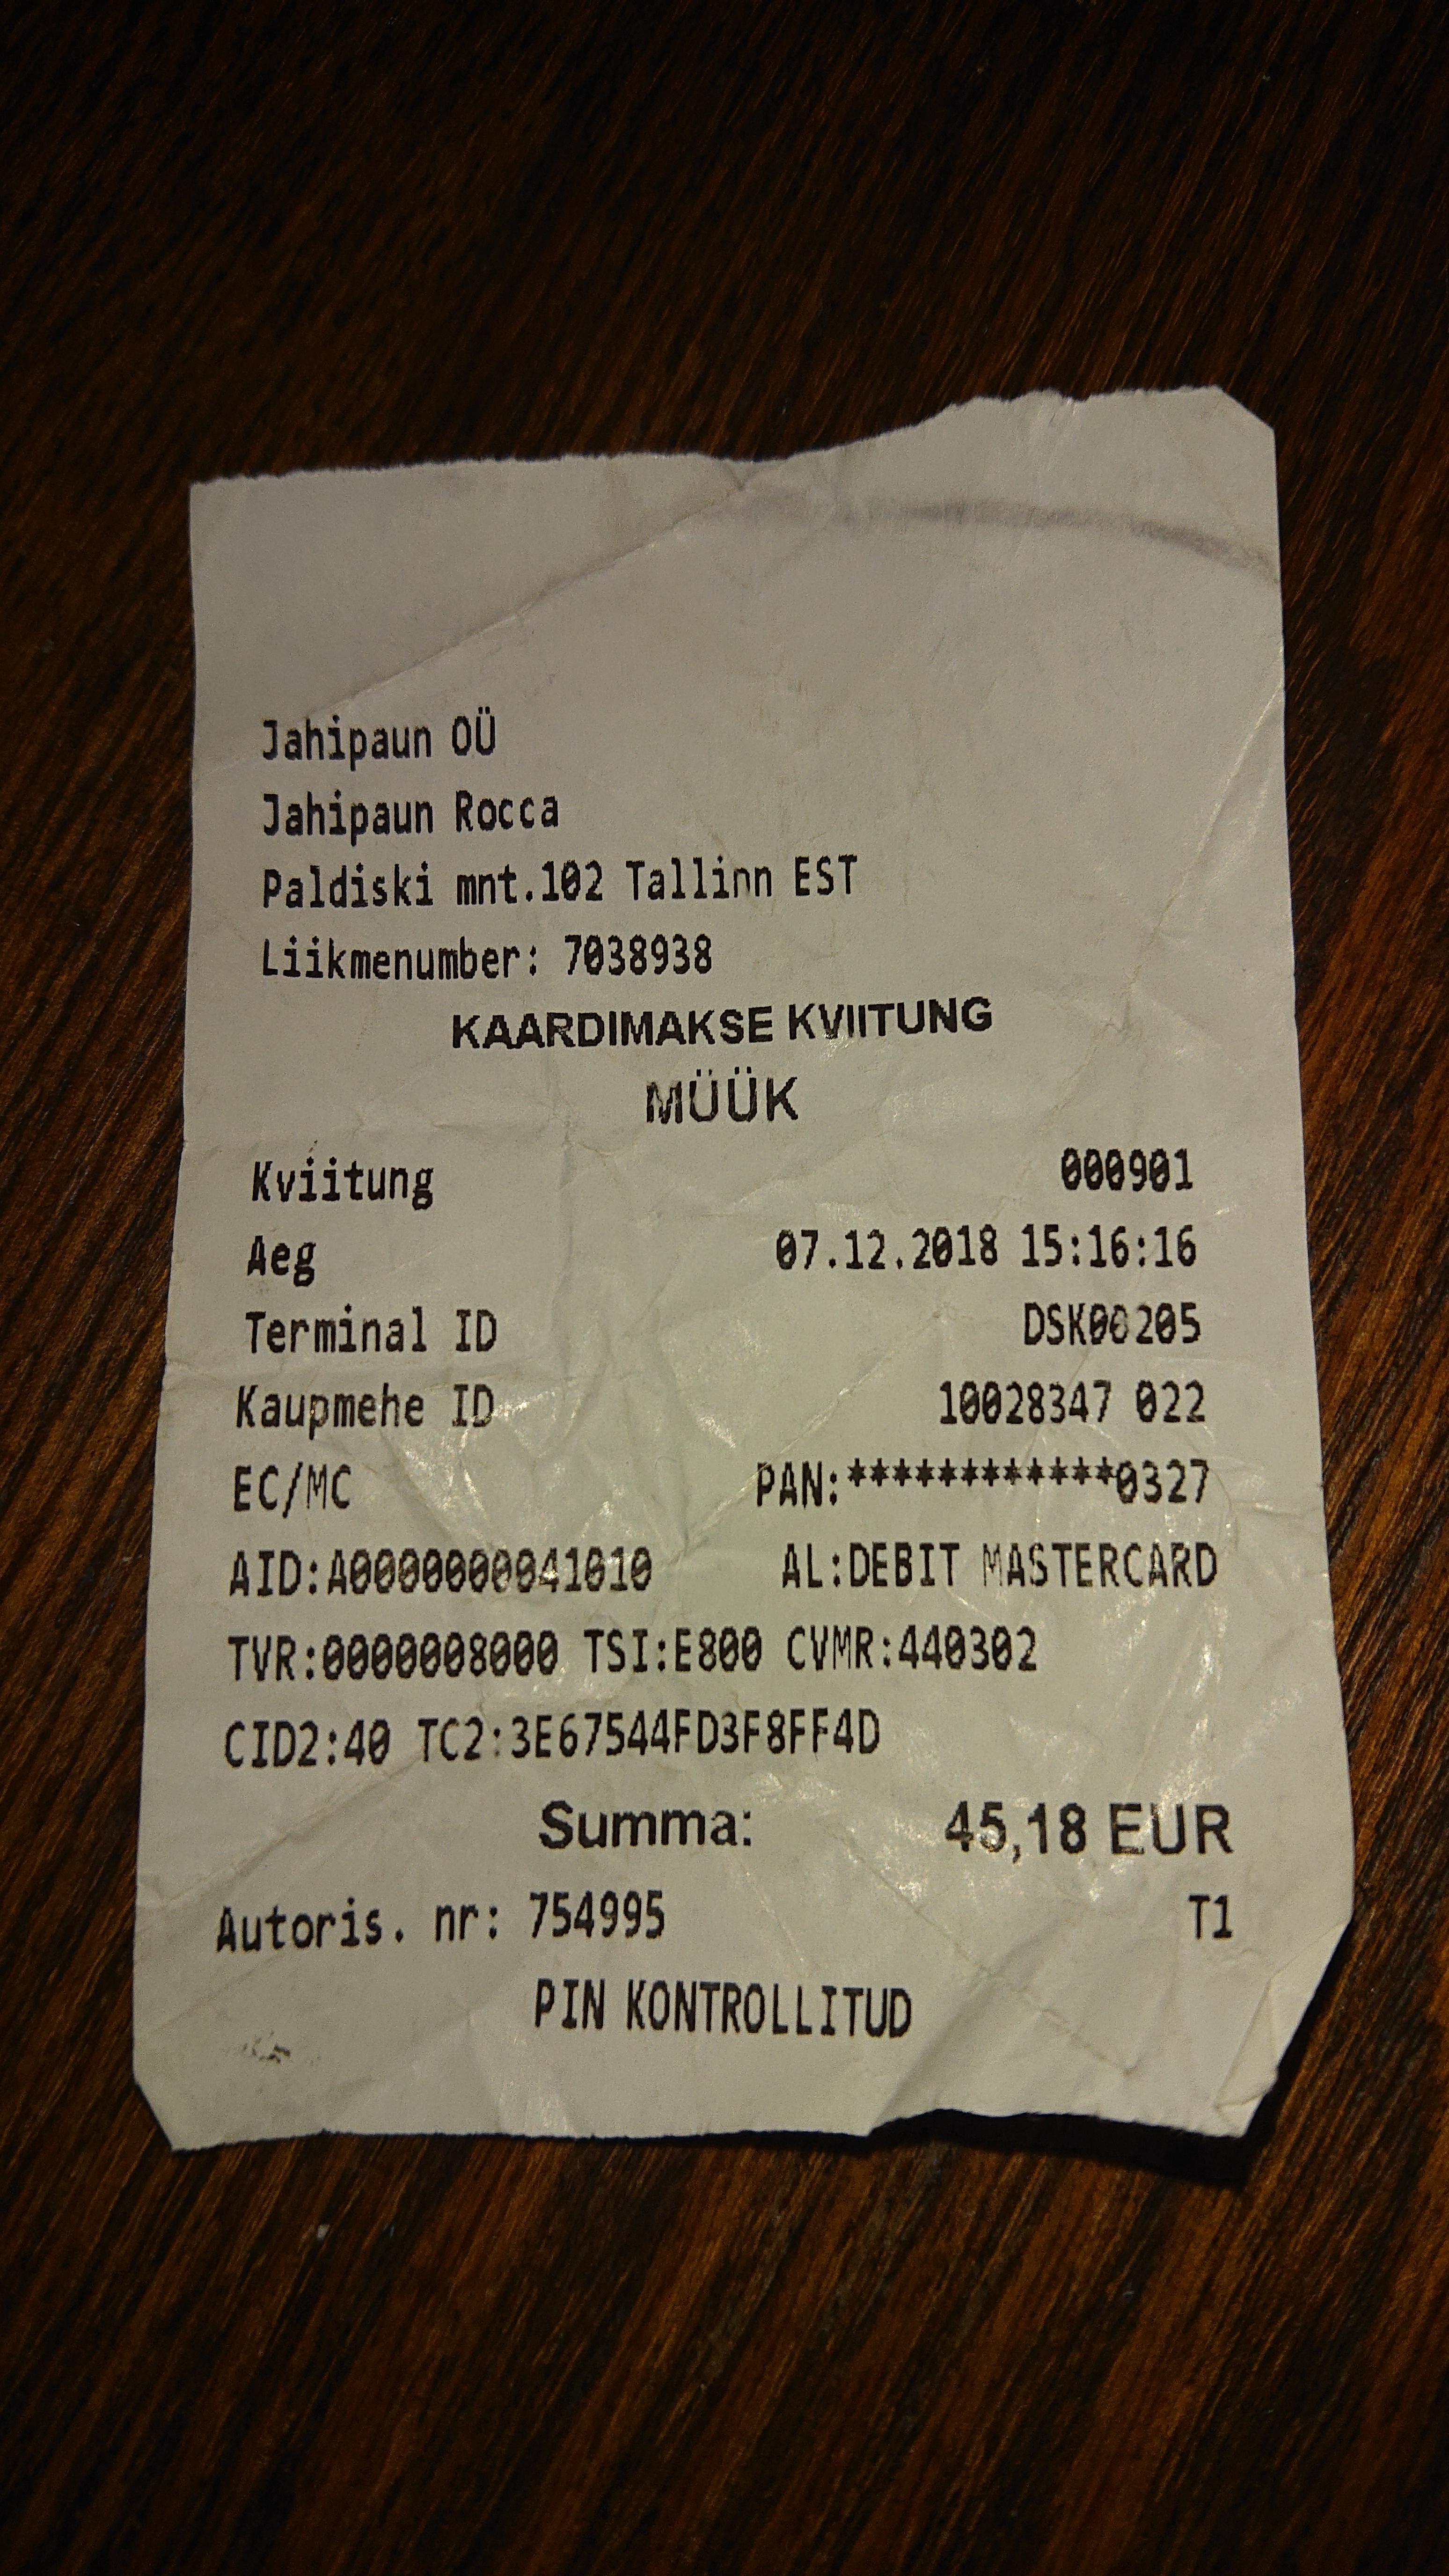 Jahipaun OÜ
Jahipaun Rocca
Paldiski mnt.102 Tallinn EST
Liikmenumber: 7038938
KAARDIMAKSE KVIITUNG
MÜÜK
Kviitung 000901
Aeg 07.12.2018 15:16:16
Terminal ID DSK00205
Kaupmehe ID 10028347 022
EC/MC PAN:************0327
AID:A0000000041010 AL:DEBIT MASTERCARD
TVR:0000008000 TSI:E800 CVMR:440302
CID2:40 TC2:3E67544FD3F8FF4D
Summa: 45,18 EUR
Autoris. nr: 754995 T1
PIN KONTROLLITUD